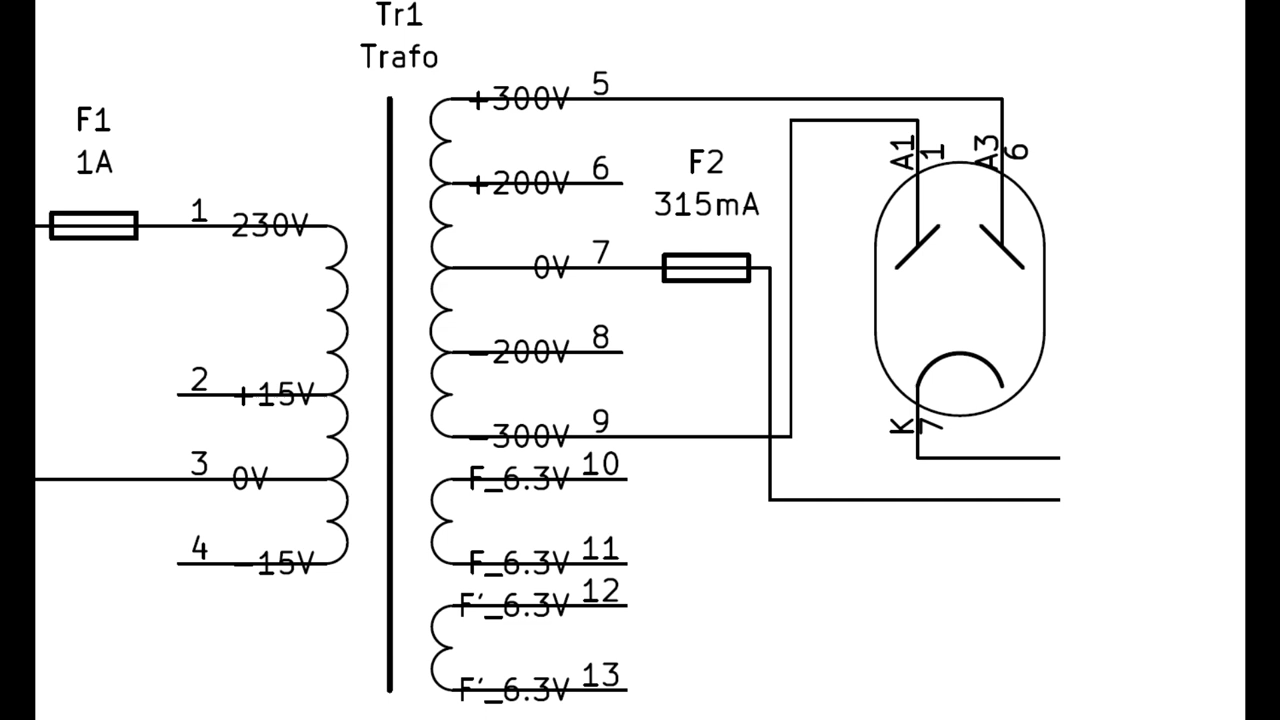 Tr1
Trafo
F1
1A
1 230V
2 +15V
3 0V
4 -15V
+300V 5
+200V 6
0V 7
-200V 8
-300V 9
F_6.3V 10
F_6.3V 11
F´_6.3V 12
F´_6.3V 13
F2
315mA
A1 1
A3 6
K 7